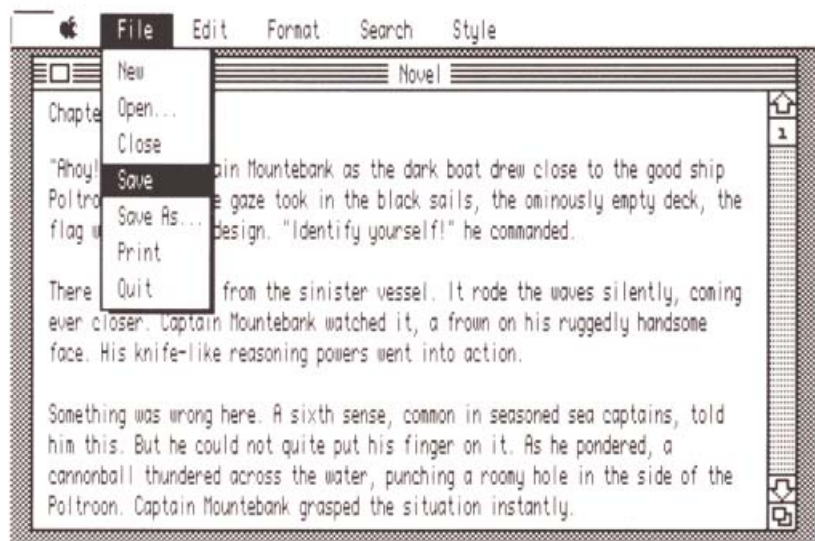 File Edit Format Search Style
Novel
New
Open...
Close
Save
Save As...
Print
Quit
Chapte
1
"Ahoy! ain Mountebank as the dark boat drew close to the good ship
Poltro e gaze took in the black sails, the ominously empty deck, the
flag w design. "Identify yourself!" he commanded.
There from the sinister vessel. It rode the waves silently, coming
ever closer. Captain Mountebank watched it, a frown on his ruggedly handsome
face. His knife-like reasoning powers went into action.
Something was wrong here. A sixth sense, common in seasoned sea captains, told
him this. But he could not quite put his finger on it. As he pondered, a
cannonball thundered across the water, punching a roomy hole in the side of the
Poltroon. Captain Mountebank grasped the situation instantly.